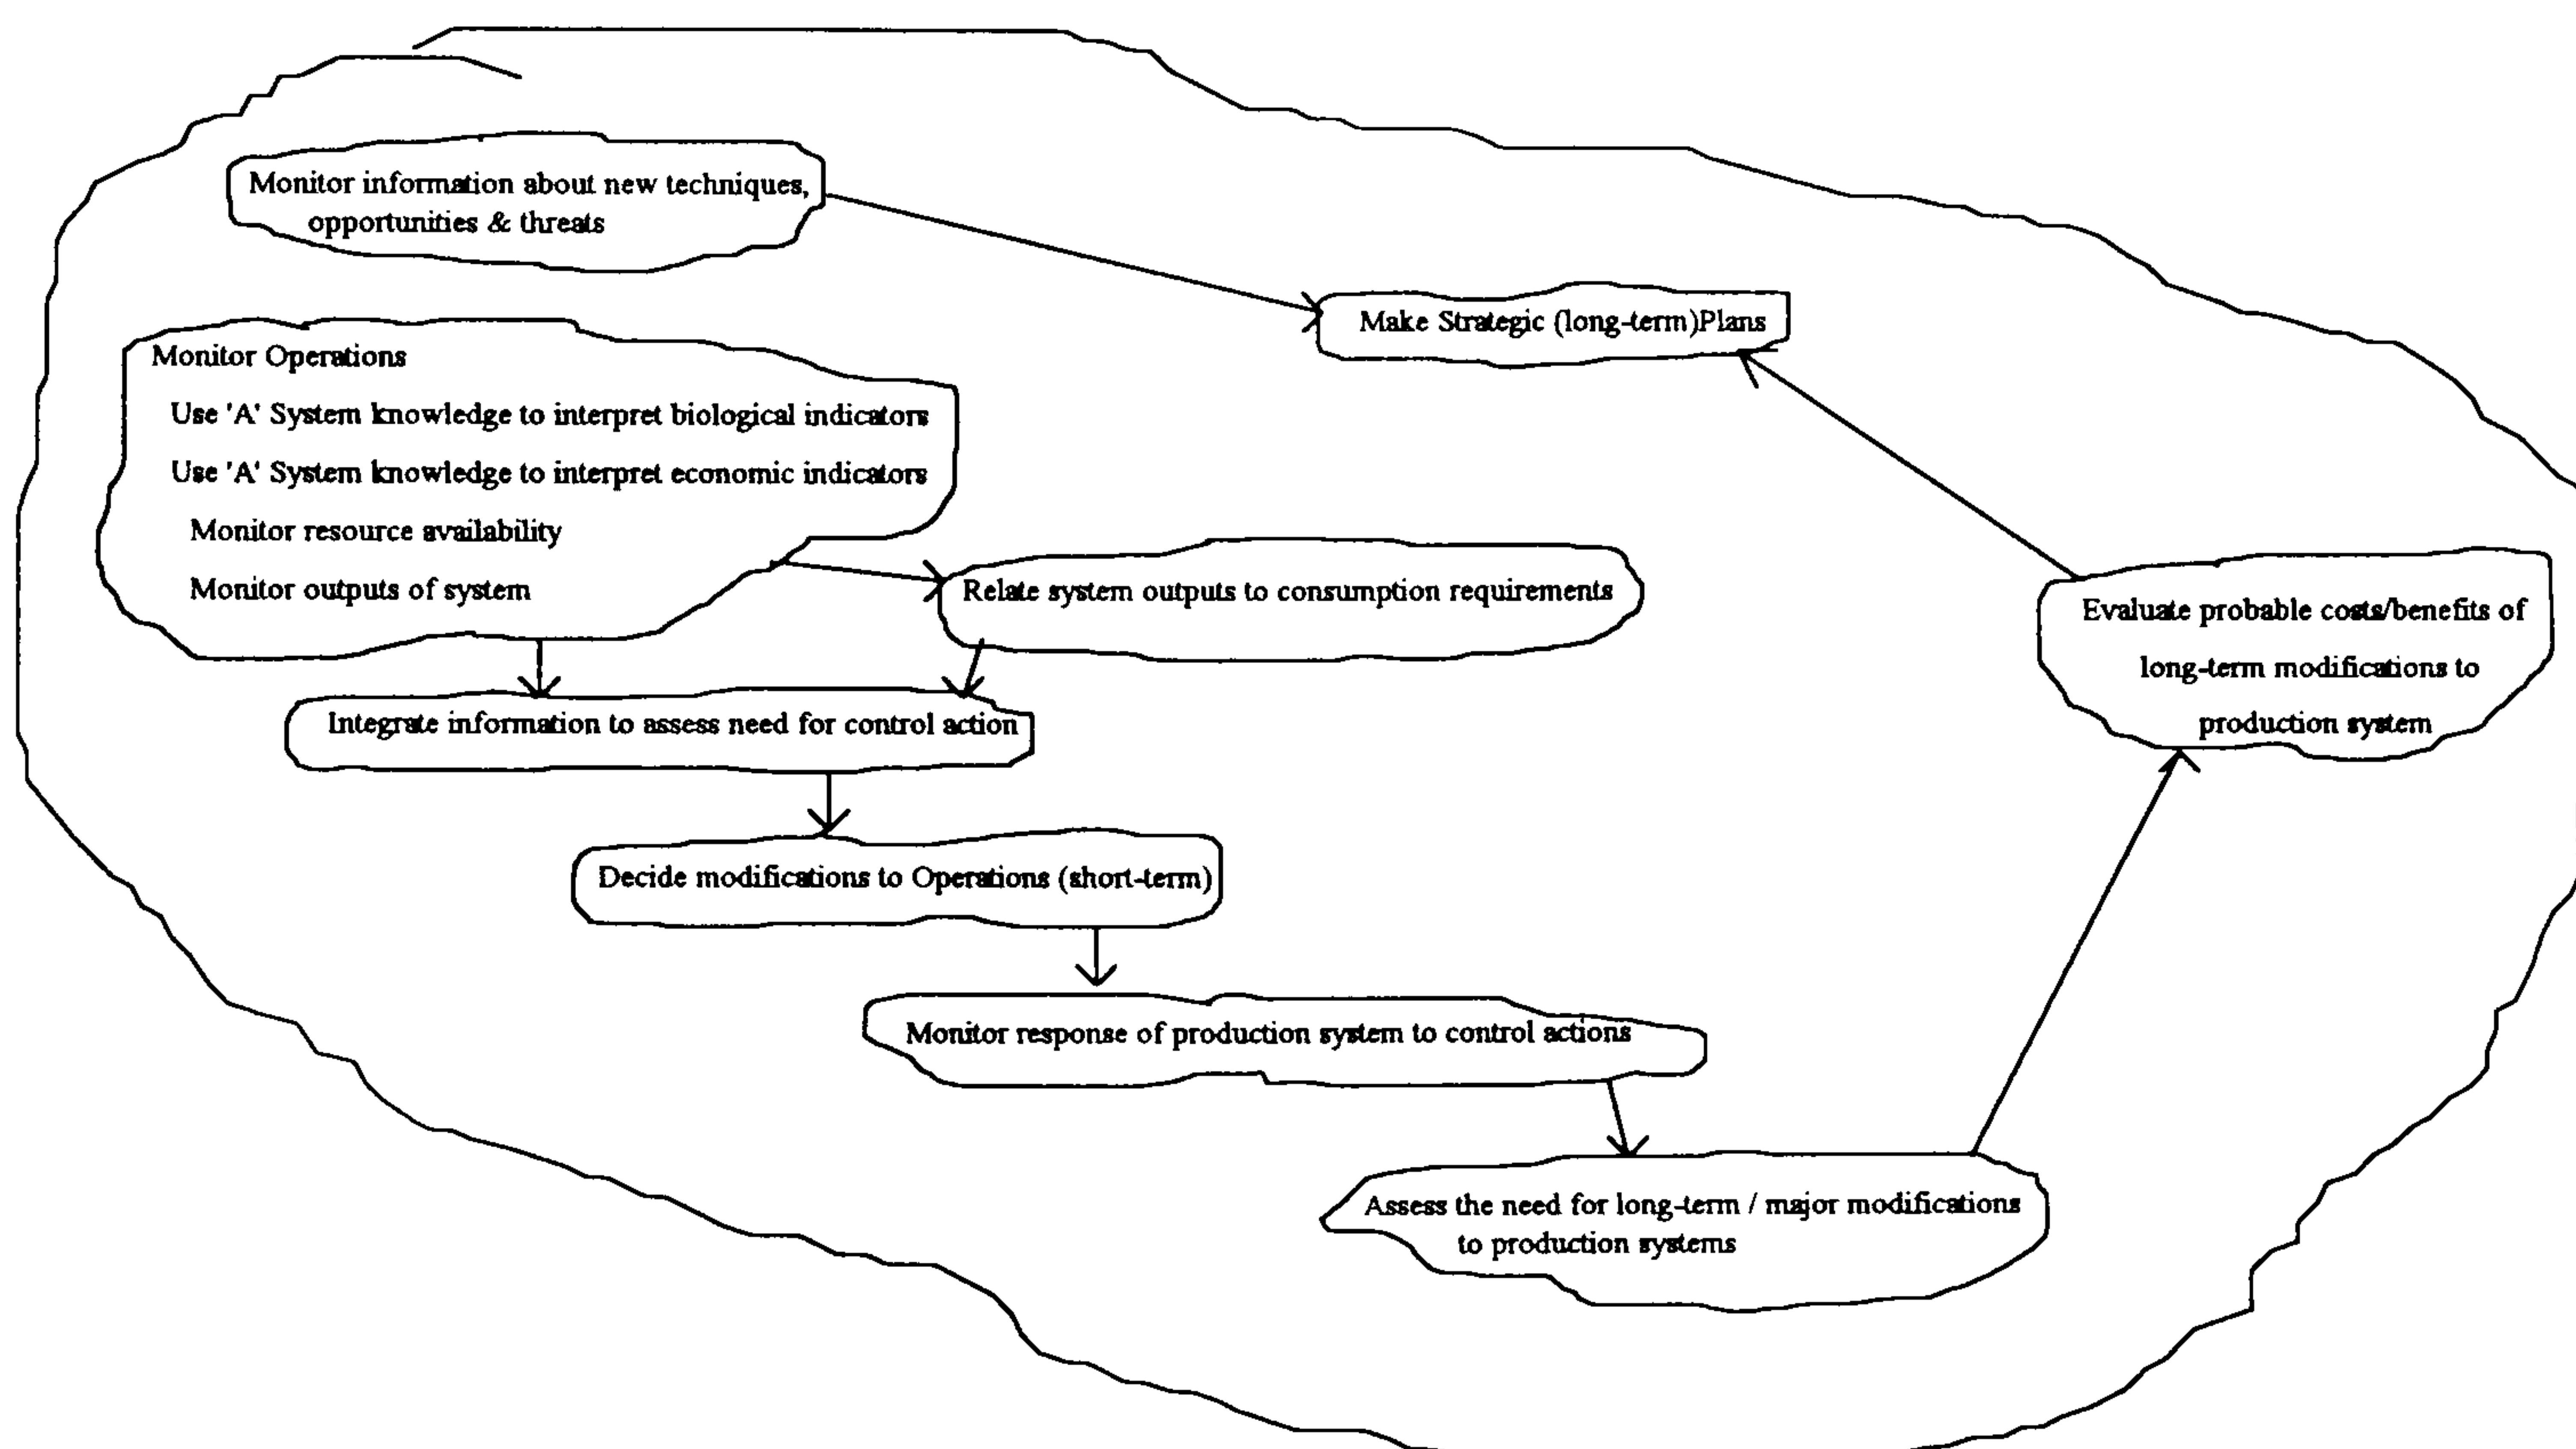 Monitor information about new techniques,
opportunities & threats
Make Strategic (long-term)Plans
Monitor Operations
Use 'A' System knowledge to interpret biological indicators
Use 'A' System knowledge to interpret economic indicators
Monitor resource availability
Monitor outputs of system
Relate system outputs to consumption requirements
Evaluate probable costs/benefits of
long-term modifications to
production system
Integrate information to assess need for control action
Decide modifications to Operations (short-term)
Monitor response of production system to control actions
Assess the need for long-term / major modifications
to production systems